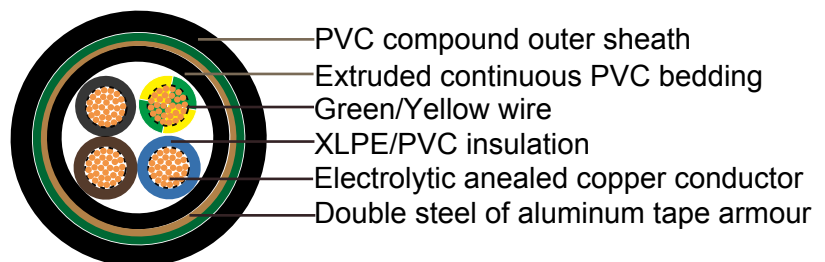 PVC compound outer sheath
Extruded continuous PVC bedding
Green/Yellow wire
XLPE/PVC insulation
Electrolytic anealed copper conductor
Double steel of aluminum tape armour